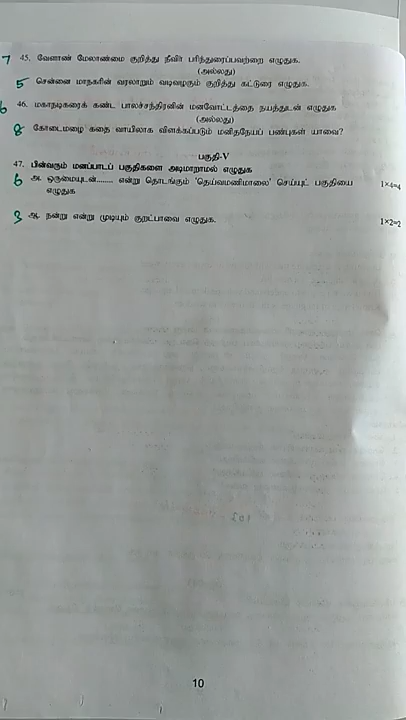 7 45. வேளாண் மேலாண்மை குறித்து நீவிர் பரிந்துரைப்பவற்றை எழுதுக.
(அல்லது)
5 சென்னை மாநகரின் வரலாறும் வடிவழகும் குறித்து கட்டுரை எழுதுக.
6 46. மகாநடிகரைக் கண்ட பாலச்சந்திரனின் மனவோட்டத்தை நயத்துடன் எழுதுக
(அல்லது)
8 கோடைமழை கதை வாயிலாக விளக்கப்படும் மனிதநேயப் பண்புகள் யாவை?
பகுதி-V
47. பின்வரும் மனப்பாடப் பகுதிகளை அடிமாறாமல் எழுதுக
6 அ. ஒருமையுடன்........ என்று தொடங்கும் 'தெய்வமணிமாலை' செய்யுட் பகுதியை 1×4=4
எழுதுக
3 ஆ. நன்று என்று முடியும் குறட்பாவை எழுதுக. 1×2=2
10